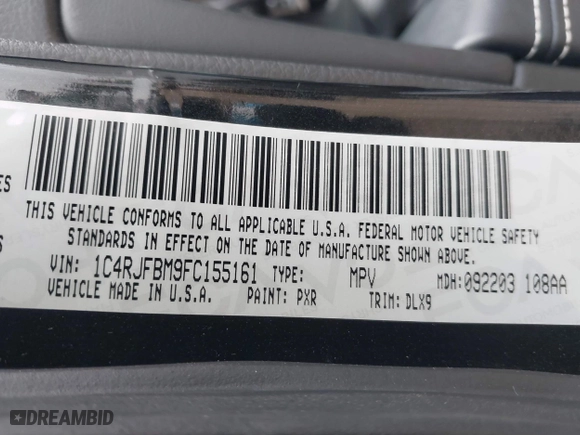 ES
THIS VEHICLE CONFORMS TO ALL APPLICABLE U.S.A. FEDERAL MOTOR VEHICLE SAFETY
S
STANDARDS IN EFFECT ON THE DATE OF MANUFACTURE SHOWN ABOVE.
VIN: 1C4RJFBM9FC155161 TYPE: MPV MDH:092203 108AA
VEHICLE MADE IN U.S.A. PAINT: PXR TRIM: DLX9
DREAMBID